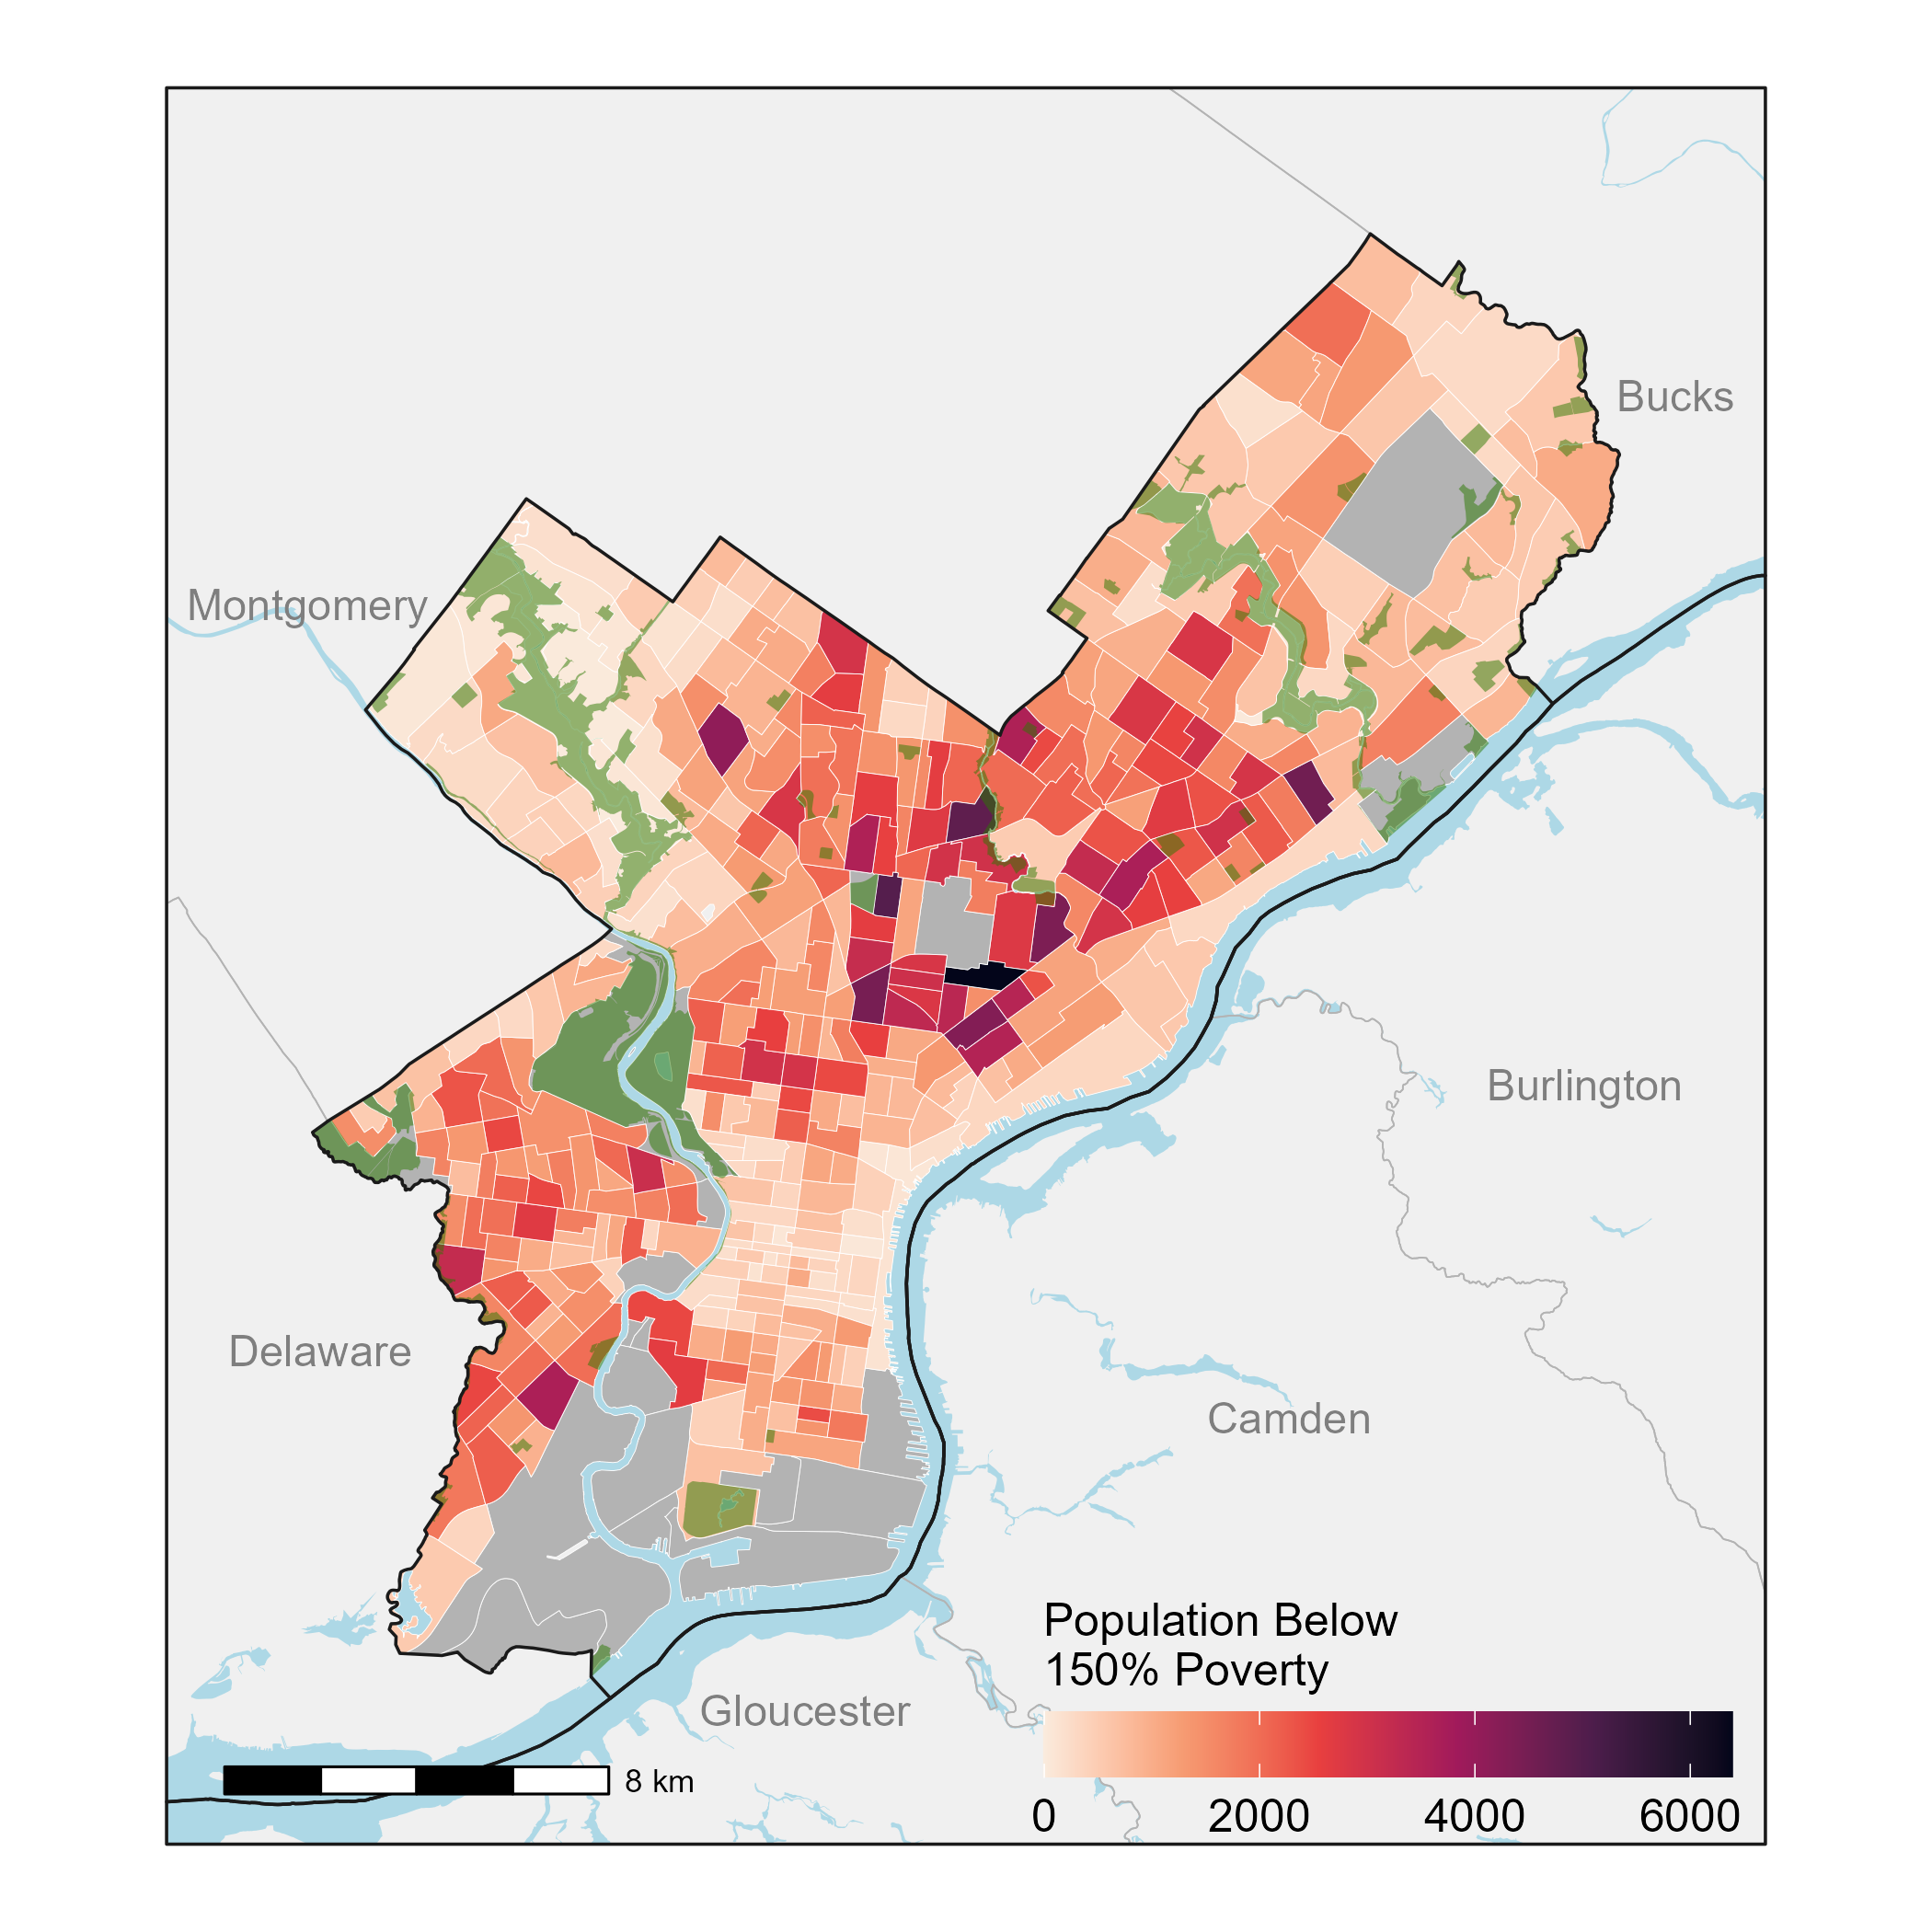 Bucks
Montgomery
Burlington
Delaware
Camden
Population Below
150% Poverty
Gloucester
8 km
0 2000 4000 6000